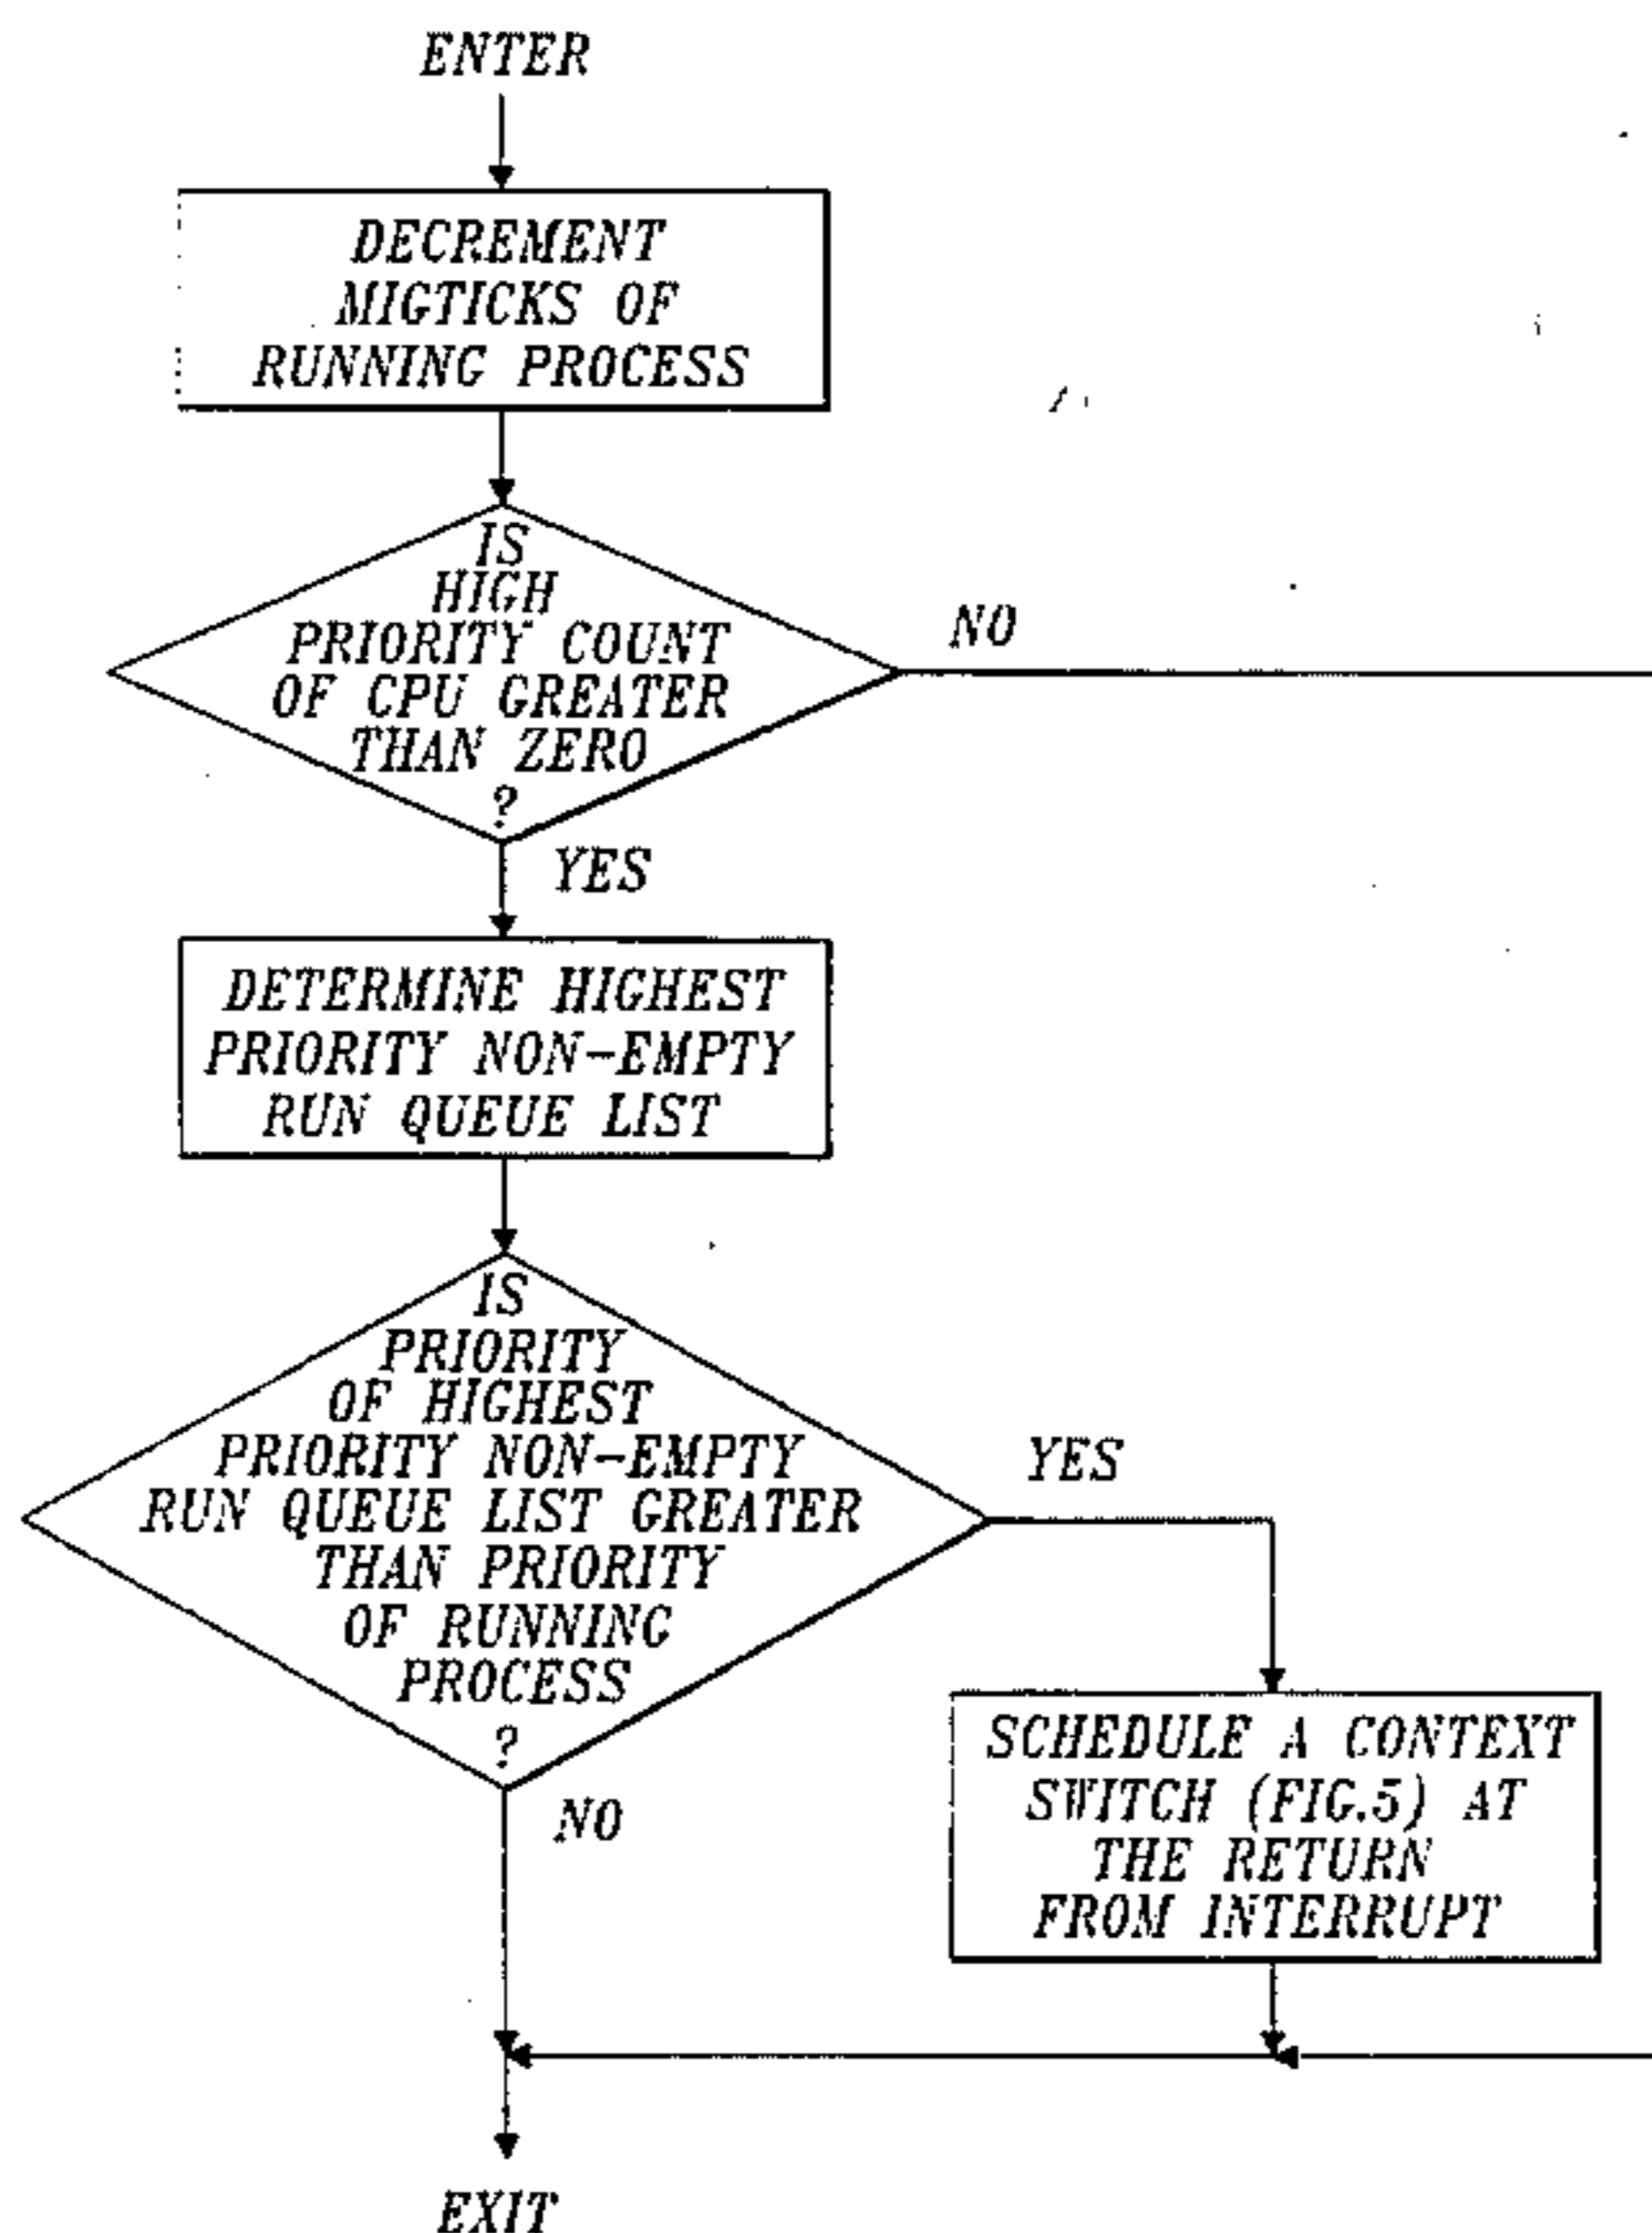 ENTER
DECREMENT
MIGTICKS OF
RUNNING PROCESS
IS
HIGH
PRIORITY COUNT
OF CPU GREATER
THAN ZERO
?
NO
YES
DETERMINE HIGHEST
PRIORITY NON-EMPTY
RUN QUEUE LIST
IS
PRIORITY
OF HIGHEST
PRIORITY NON-EMPTY
RUN QUEUE LIST GREATER
THAN PRIORITY
OF RUNNING
PROCESS
?
YES
NO
SCHEDULE A CONTEXT
SWITCH (FIG.5) AT
THE RETURN
FROM INTERRUPT
EXIT